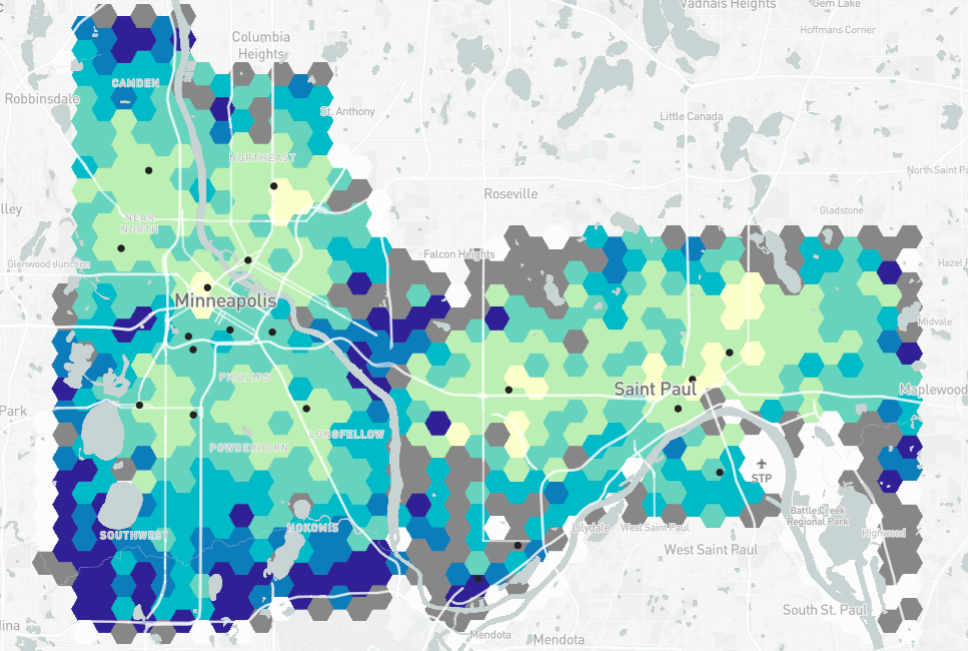 Vadnais Heights
Gem Lake
Hoffmans Corner
Columbia
Heights
CAMDEN
Robbinsdale
St. Anthony
Little Canada
NORTHEAST
North Saint P
Roseville
lley
NEAR
NORTH
Gladstone
Falcon Heights
Glenwood Junction
Hazel P
Minneapolis
Midvale
PHILLIPS
Saint Paul
Maplewood
Park
LONGFELLOW
POWDERHORN
STP
Battle Creek
Regional Park
NOKOMIS
Lilydale
West Saint Paul
SOUTHWEST
Highwood
West Saint Paul
South St. Paul
dina
Mendota
Mendota